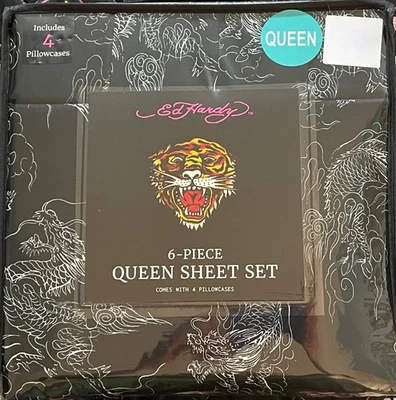 Includes
4
Pillowcases
QUEEN
Ed Hardy
6-PIECE
QUEEN SHEET SET
COMES WITH 4 PILLOWCASES